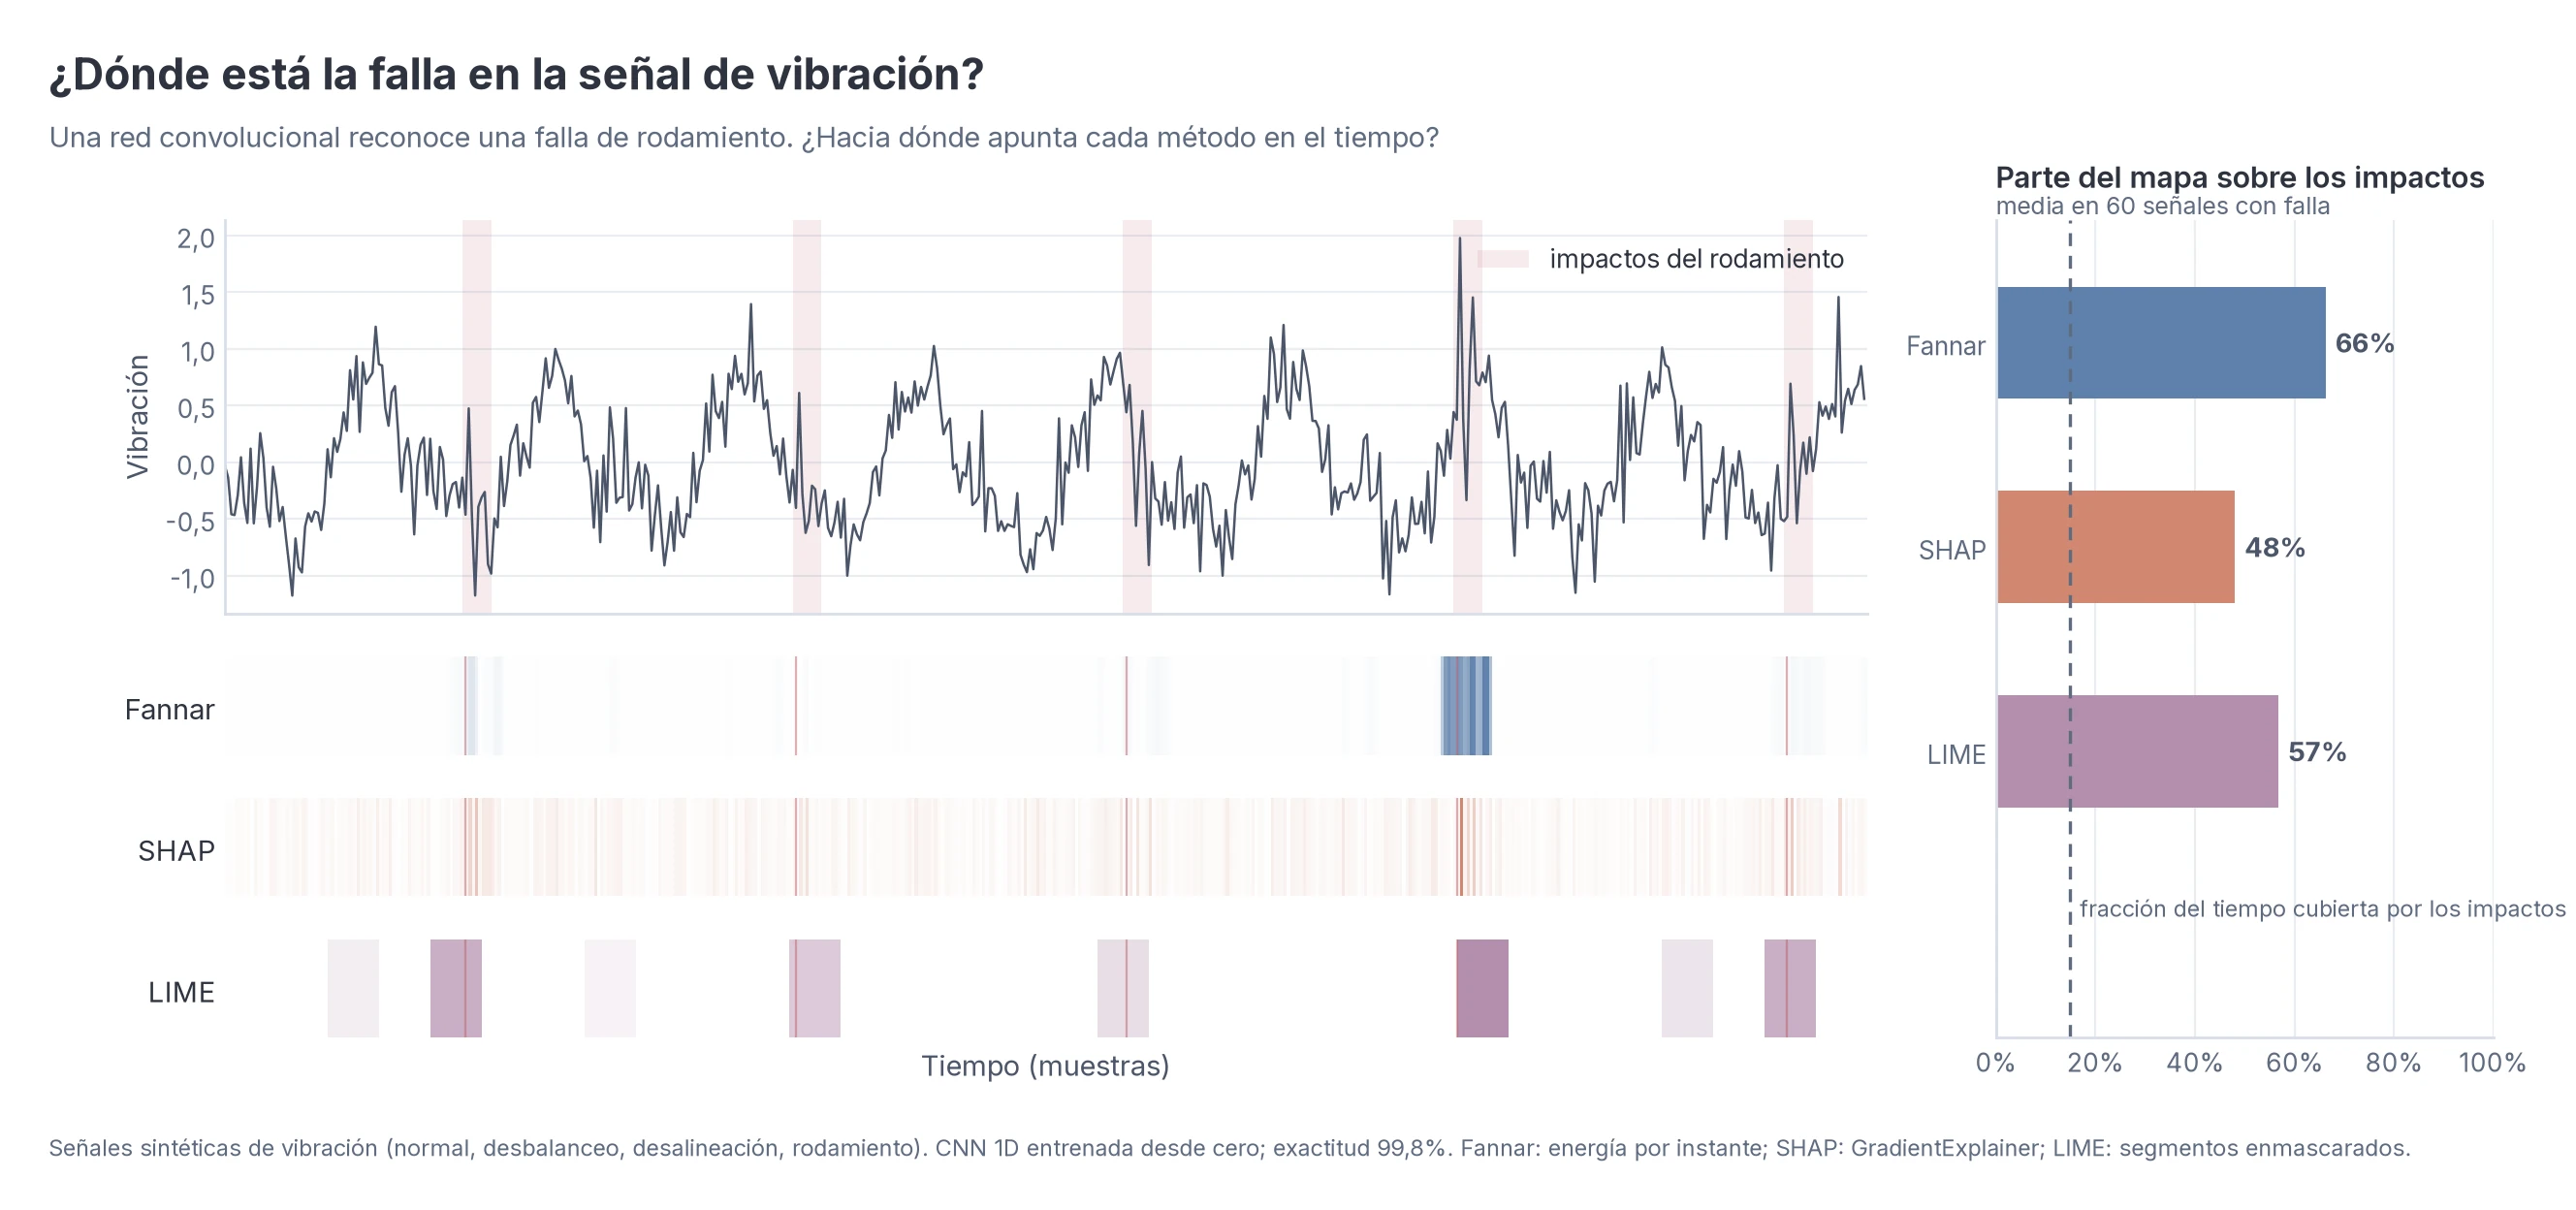 ¿Dónde está la falla en la señal de vibración?
Una red convolucional reconoce una falla de rodamiento. ¿Hacia dónde apunta cada método en el tiempo?
Vibración
2,0
1,5
1,0
0,5
0,0
-0,5
-1,0
impactos del rodamiento
Fannar
SHAP
LIME
Tiempo (muestras)
Parte del mapa sobre los impactos
media en 60 señales con falla
Fannar
66%
SHAP
48%
LIME
57%
fracción del tiempo cubierta por los impactos
0% 20% 40% 60% 80% 100%
Señales sintéticas de vibración (normal, desbalanceo, desalineación, rodamiento). CNN 1D entrenada desde cero; exactitud 99,8%. Fannar: energía por instante; SHAP: GradientExplainer; LIME: segmentos enmascarados.